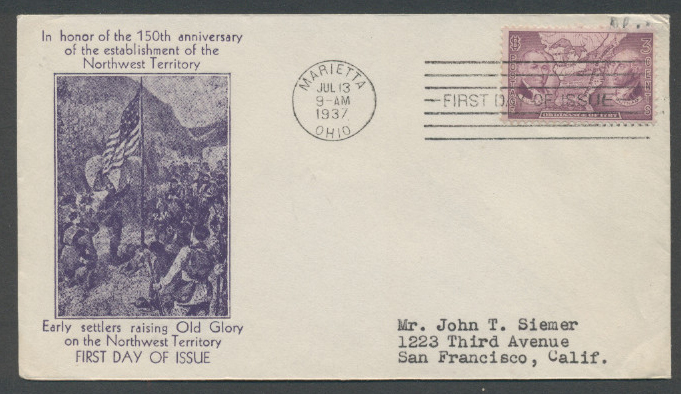 In honor of the 150th anniversary
of the establishment of the
Northwest Territory
MARIETTA
JUL 13
9-AM
1937
OHIO
FIRST DAY OF ISSUE
Early settlers raising Old Glory
on the Northwest Territory
FIRST DAY OF ISSUE
Mr. John T. Siemer
1223 Third Avenue
San Francisco, Calif.